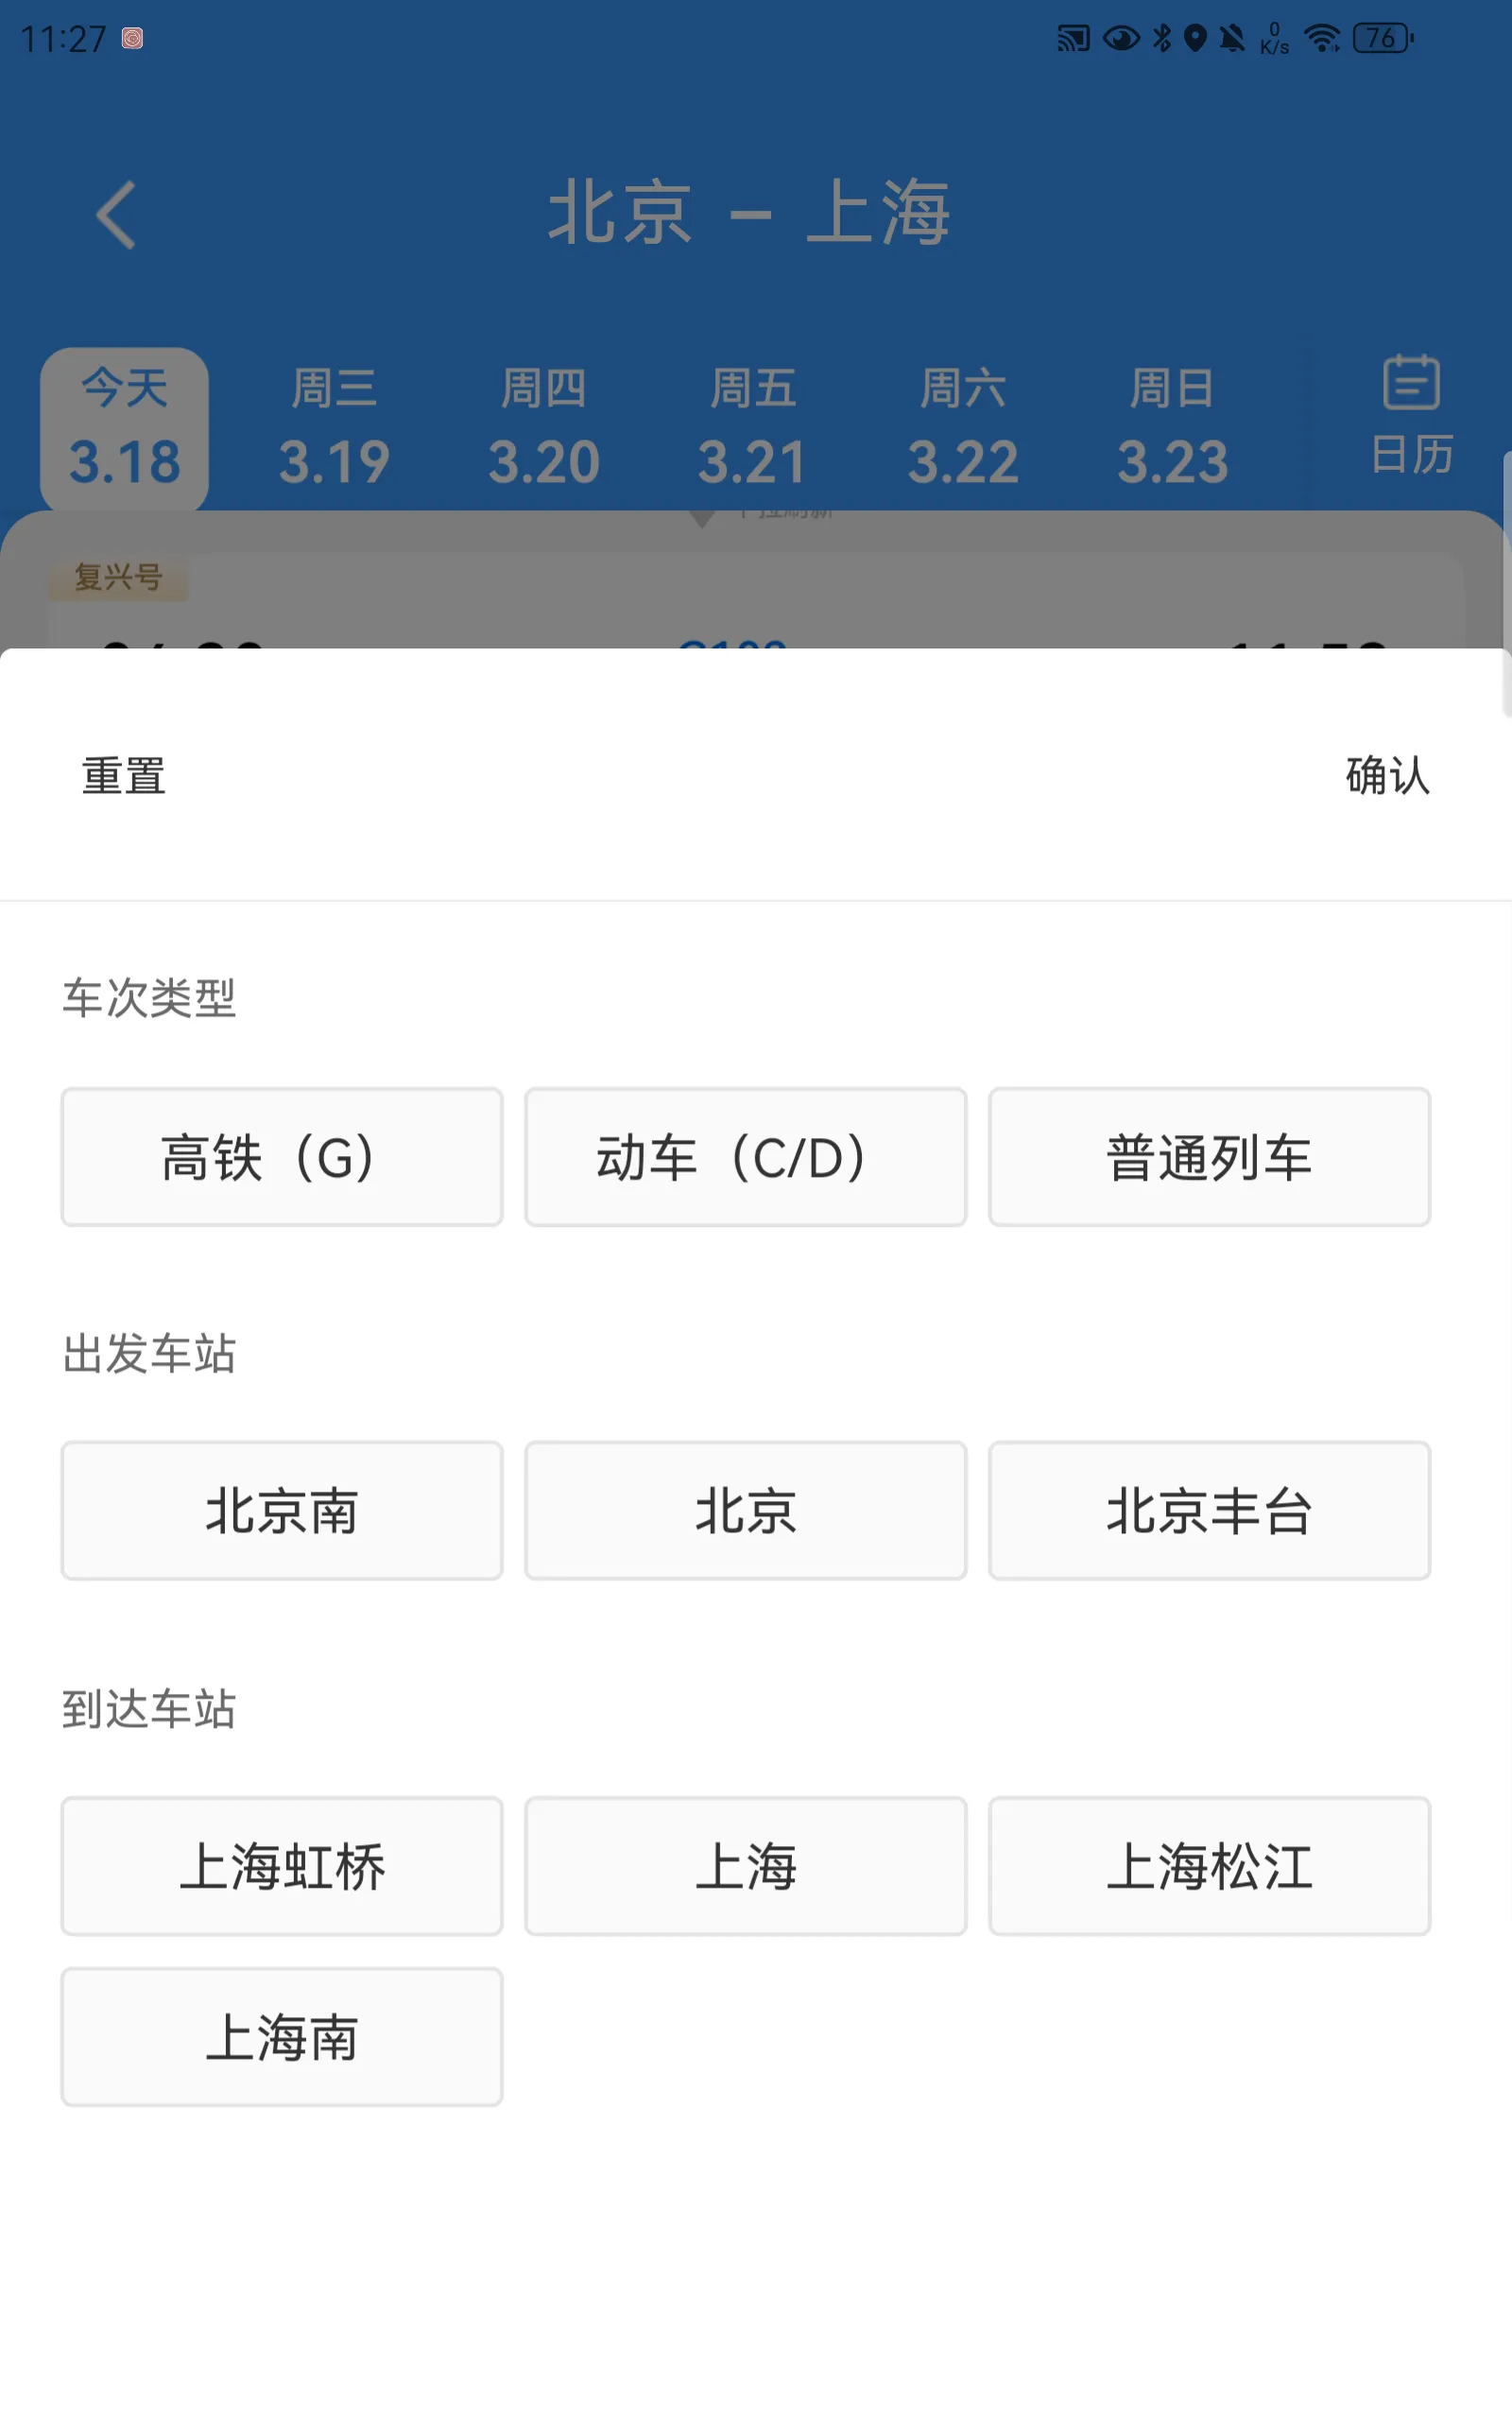 11:27
0
K/s
76
北京 – 上海
今天 周三 周四 周五 周六 周日
3.18 3.19 3.20 3.21 3.22 3.23 日历
复兴号
重置 确认
车次类型
高铁（G） 动车（C/D） 普通列车
出发车站
北京南 北京 北京丰台
到达车站
上海虹桥 上海 上海松江
上海南